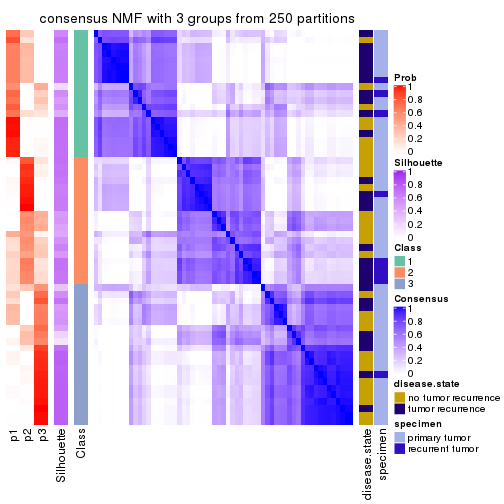 consensus NMF with 3 groups from 250 partitions
Prob
1
0.8
0.6
0.4
0.2
0
Silhouette
1
0.8
0.6
0.4
0.2
0
Class
1
2
3
Consensus
1
0.8
0.6
0.4
0.2
0
disease.state
no tumor recurrence
tumor recurrence
specimen
primary tumor
recurrent tumor
p1
p2
p3
Silhouette
Class
disease.state
specimen